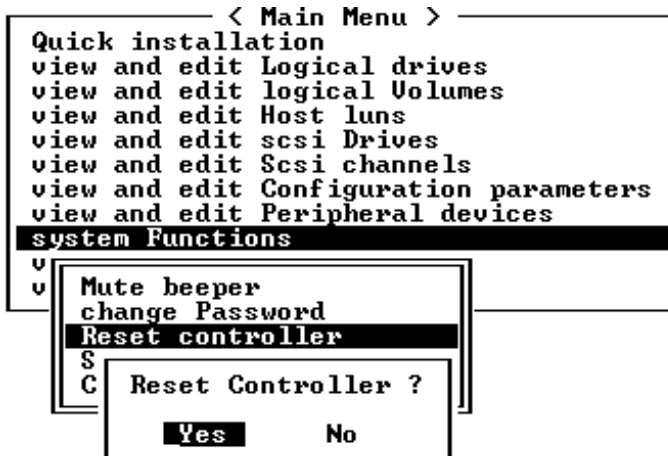 < Main Menu >
Quick installation
view and edit Logical drives
view and edit logical Volumes
view and edit Host luns
view and edit scsi Drives
view and edit Scsi channels
view and edit Configuration parameters
view and edit Peripheral devices
system Functions
v
v
Mute beeper
change Password
Reset controller
S
C
Reset Controller ?
Yes No